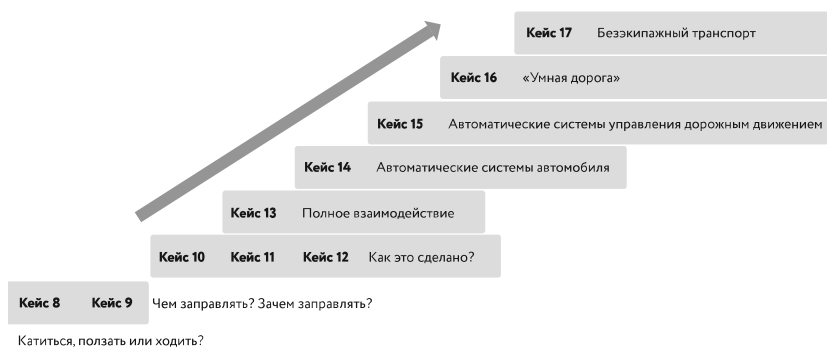 Кейс 17 Безэкипажный транспорт
Кейс 16 «Умная дорога»
Кейс 15 Автоматические системы управления дорожным движением
Кейс 14 Автоматические системы автомобиля
Кейс 13 Полное взаимодействие
Кейс 10 Кейс 11 Кейс 12 Как это сделано?
Кейс 8 Кейс 9 Чем заправлять? Зачем заправлять?
Катиться, ползать или ходить?